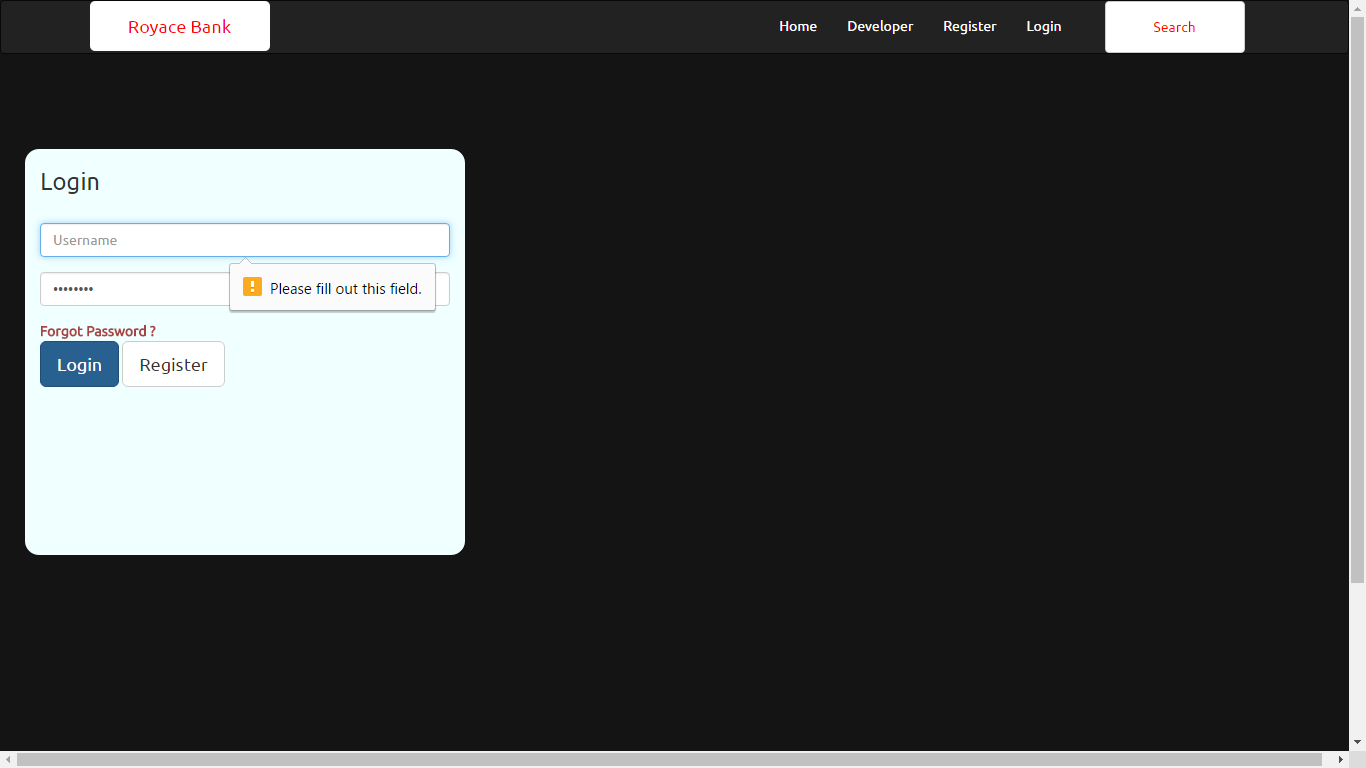 Royace Bank
Home Developer Register Login Search
Login
Username
••••••••
Please fill out this field.
Forgot Password ?
Login Register